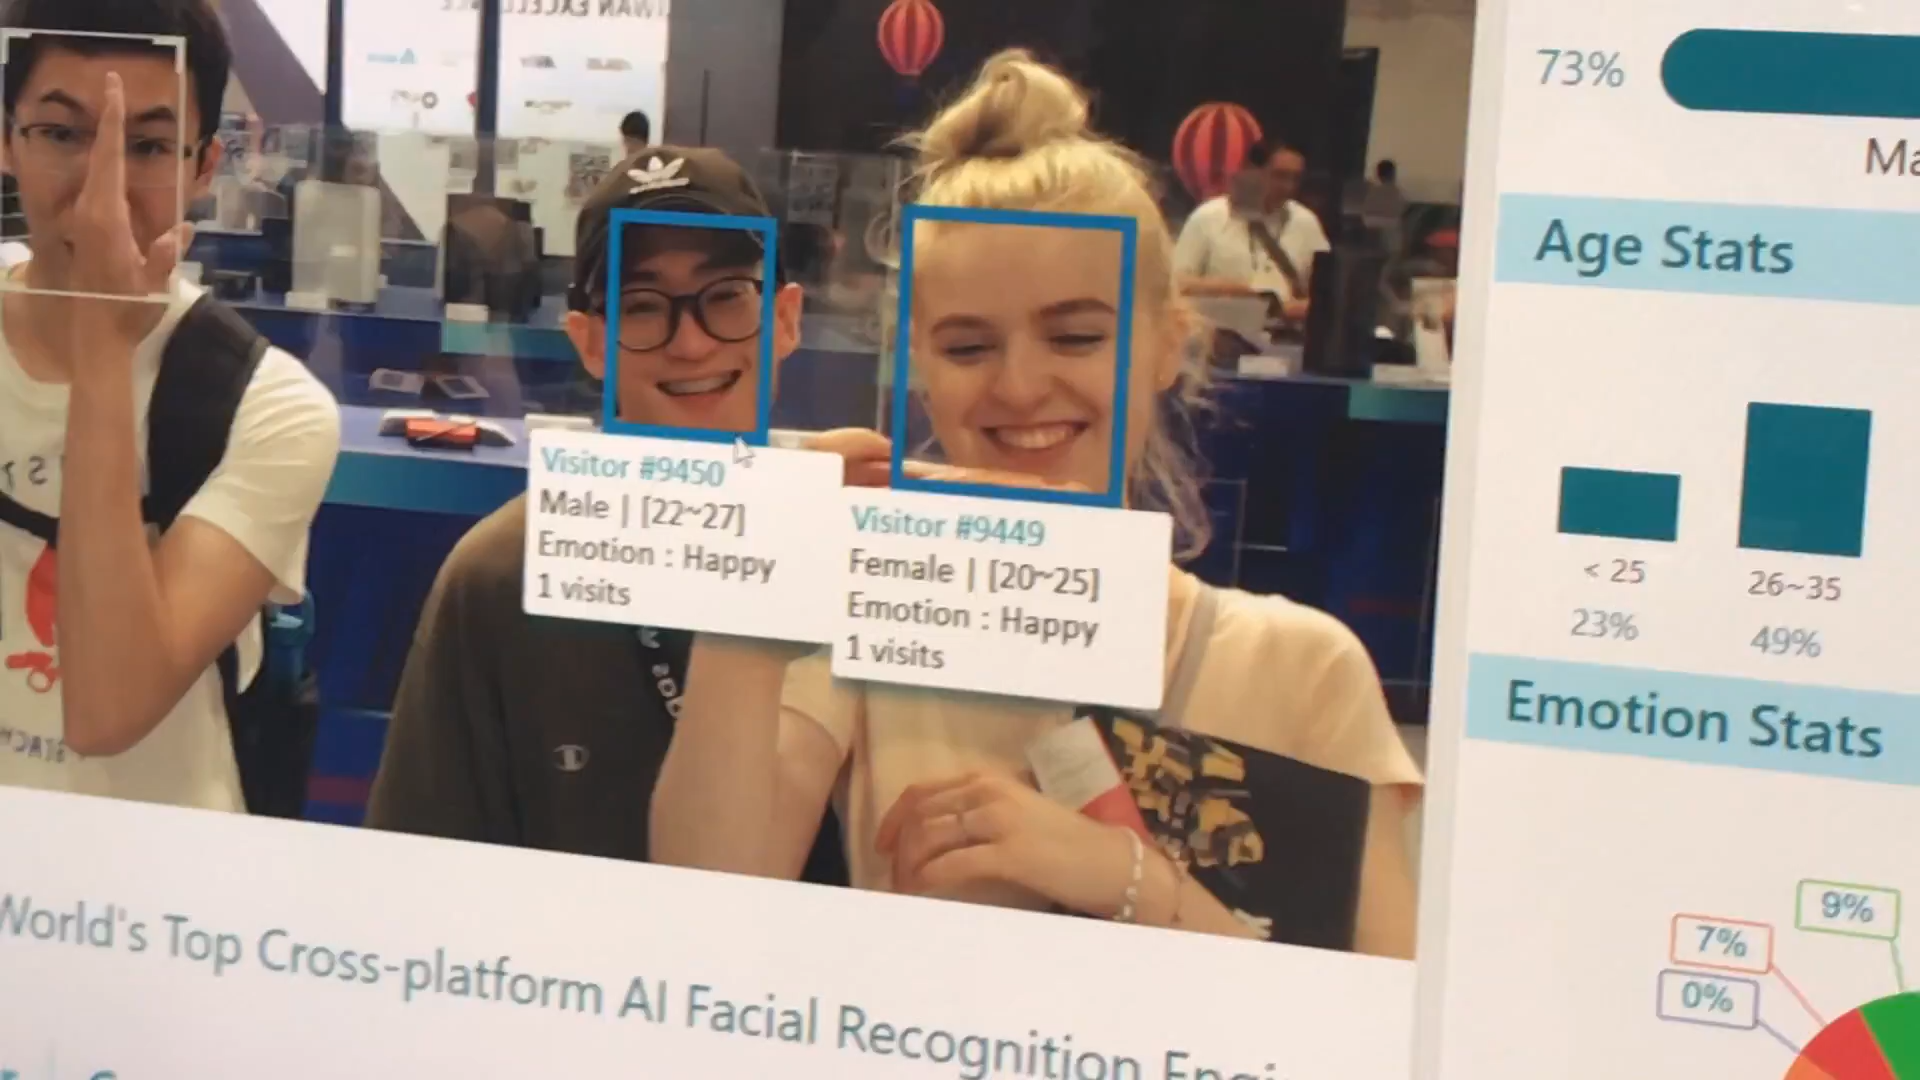 73%
Ma
Age Stats
Visitor #9450
Male | [22~27]
Emotion : Happy
1 visits
Visitor #9449
Female | [20~25]
Emotion : Happy
1 visits
< 25
26~35
23%
49%
Emotion Stats
9%
7%
0%
World's Top Cross-platform AI Facial Recognition Engi